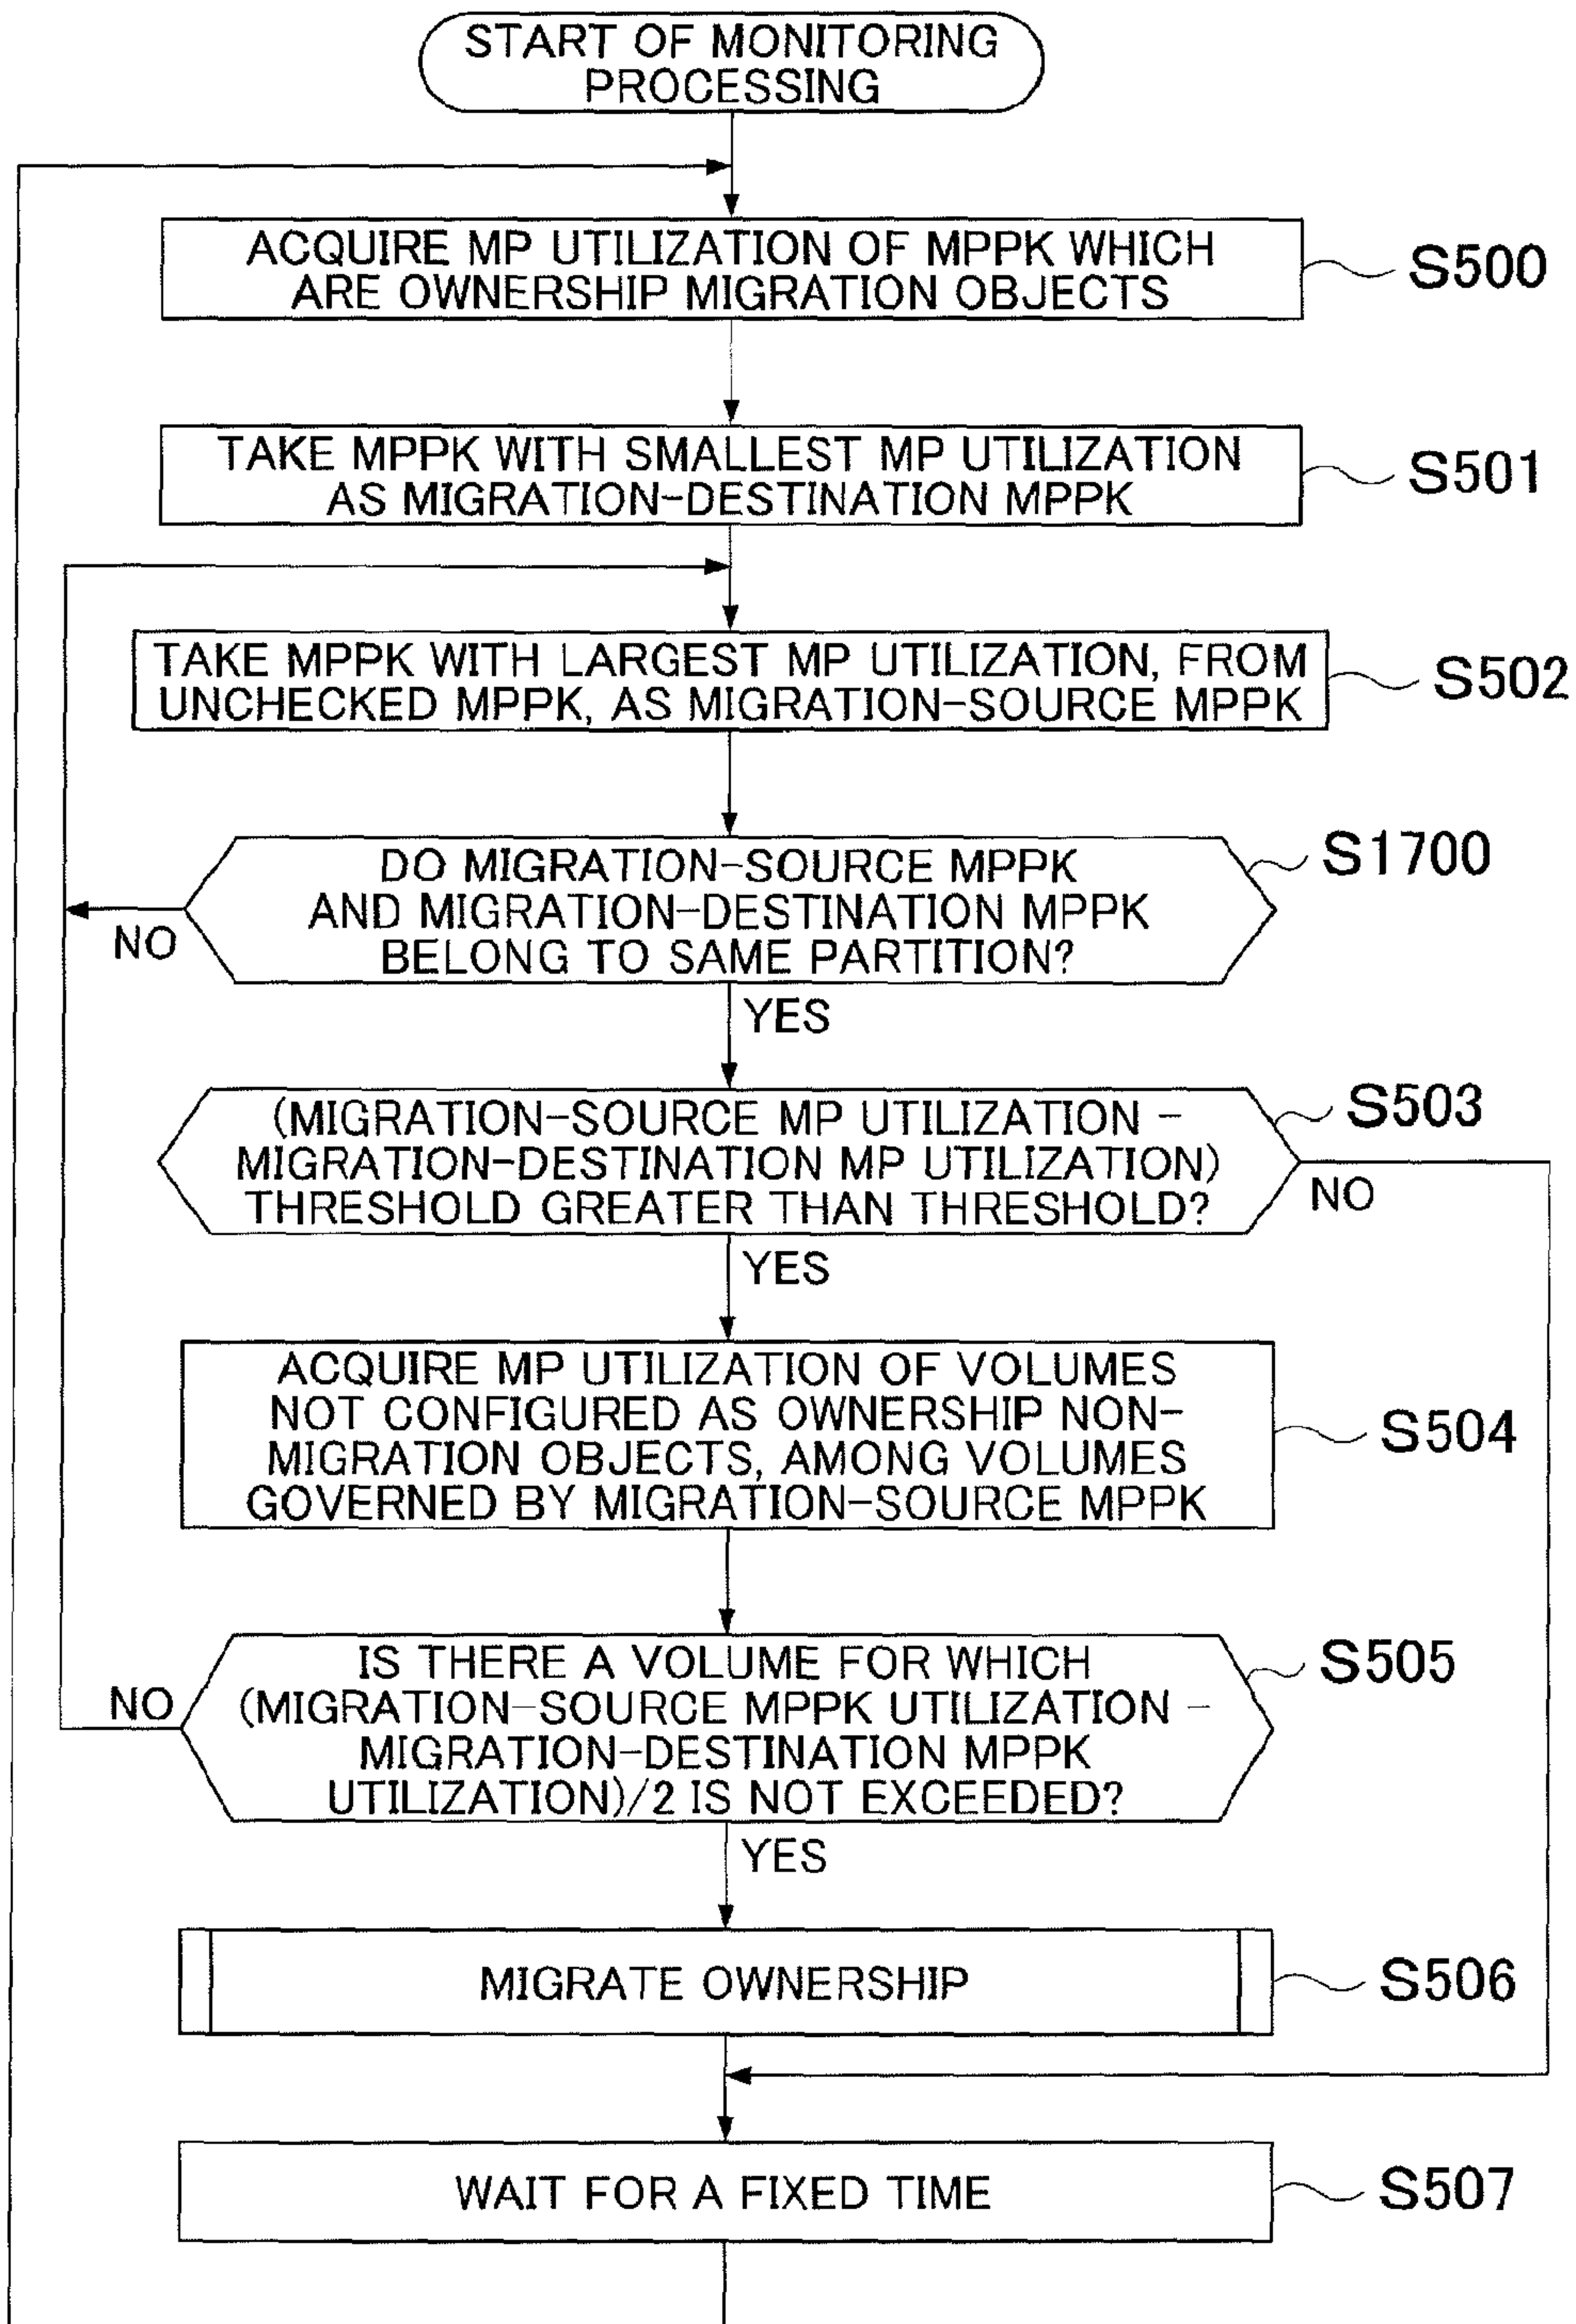 START OF MONITORING
PROCESSING
ACQUIRE MP UTILIZATION OF MPPK WHICH
ARE OWNERSHIP MIGRATION OBJECTS
S500
TAKE MPPK WITH SMALLEST MP UTILIZATION
AS MIGRATION-DESTINATION MPPK
S501
TAKE MPPK WITH LARGEST MP UTILIZATION, FROM
UNCHECKED MPPK, AS MIGRATION-SOURCE MPPK
S502
DO MIGRATION-SOURCE MPPK
AND MIGRATION-DESTINATION MPPK
BELONG TO SAME PARTITION?
S1700
NO
YES
(MIGRATION-SOURCE MP UTILIZATION -
MIGRATION-DESTINATION MP UTILIZATION)
THRESHOLD GREATER THAN THRESHOLD?
S503
NO
YES
ACQUIRE MP UTILIZATION OF VOLUMES
NOT CONFIGURED AS OWNERSHIP NON-
MIGRATION OBJECTS, AMONG VOLUMES
GOVERNED BY MIGRATION-SOURCE MPPK
S504
IS THERE A VOLUME FOR WHICH
(MIGRATION-SOURCE MPPK UTILIZATION -
MIGRATION-DESTINATION MPPK
UTILIZATION)/2 IS NOT EXCEEDED?
S505
NO
YES
MIGRATE OWNERSHIP
S506
WAIT FOR A FIXED TIME
S507